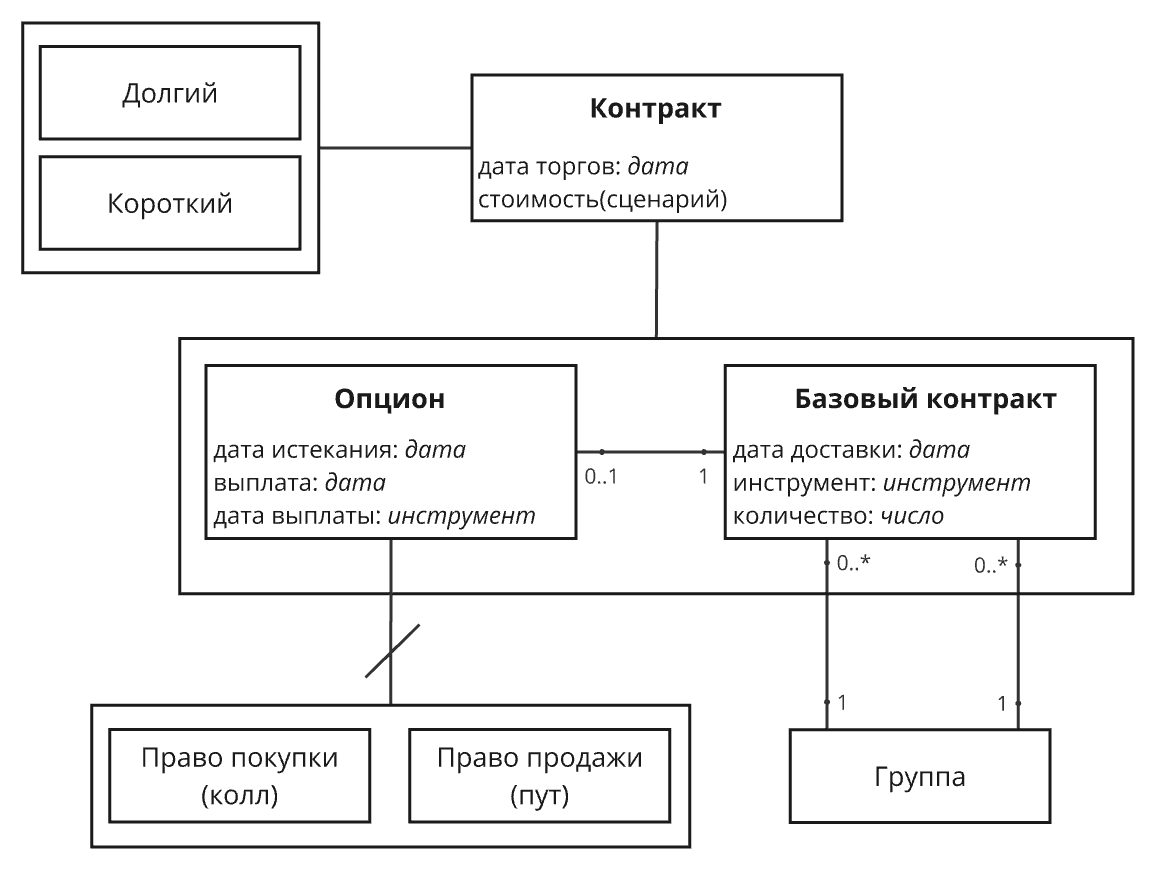 Долгий
Короткий
Контракт
дата торгов: дата
стоимость(сценарий)
Опцион
дата истекания: дата
выплата: дата
дата выплаты: инструмент
0..1
1
Базовый контракт
дата доставки: дата
инструмент: инструмент
количество: число
0..*
0..*
1
1
Право покупки
(колл)
Право продажи
(пут)
Группа